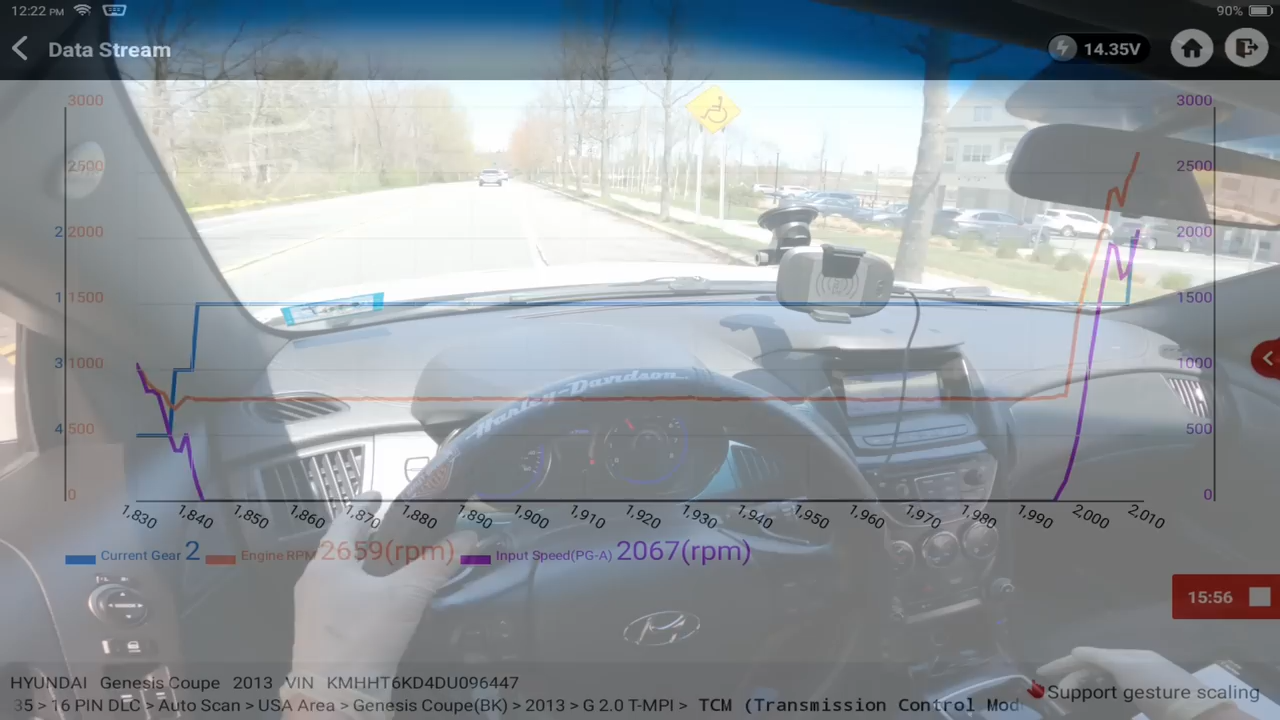 12:22 PM 90%
Data Stream 14.35V
3000 3000
2500 2500
2 2000 2000
1 1500 1500
3 1000 1000
4 500 500
0 0
1,830 1,840 1,850 1,860 1,870 1,880 1,890 1,900 1,910 1,920 1,930 1,940 1,950 1,960 1,970 1,980 1,990 2,000 2,010
Harley-Davidson
Current Gear 2 Engine RPM 2659(rpm) Input Speed(PG-A) 2067(rpm)
15:56
HYUNDAI Genesis Coupe 2013 VIN KMHHT6KD4DU096447
Support gesture scaling
35 > 16 PIN DLC > Auto Scan > USA Area > Genesis Coupe(BK) > 2013 > G 2.0 T-MPI > TCM (Transmission Control Mod